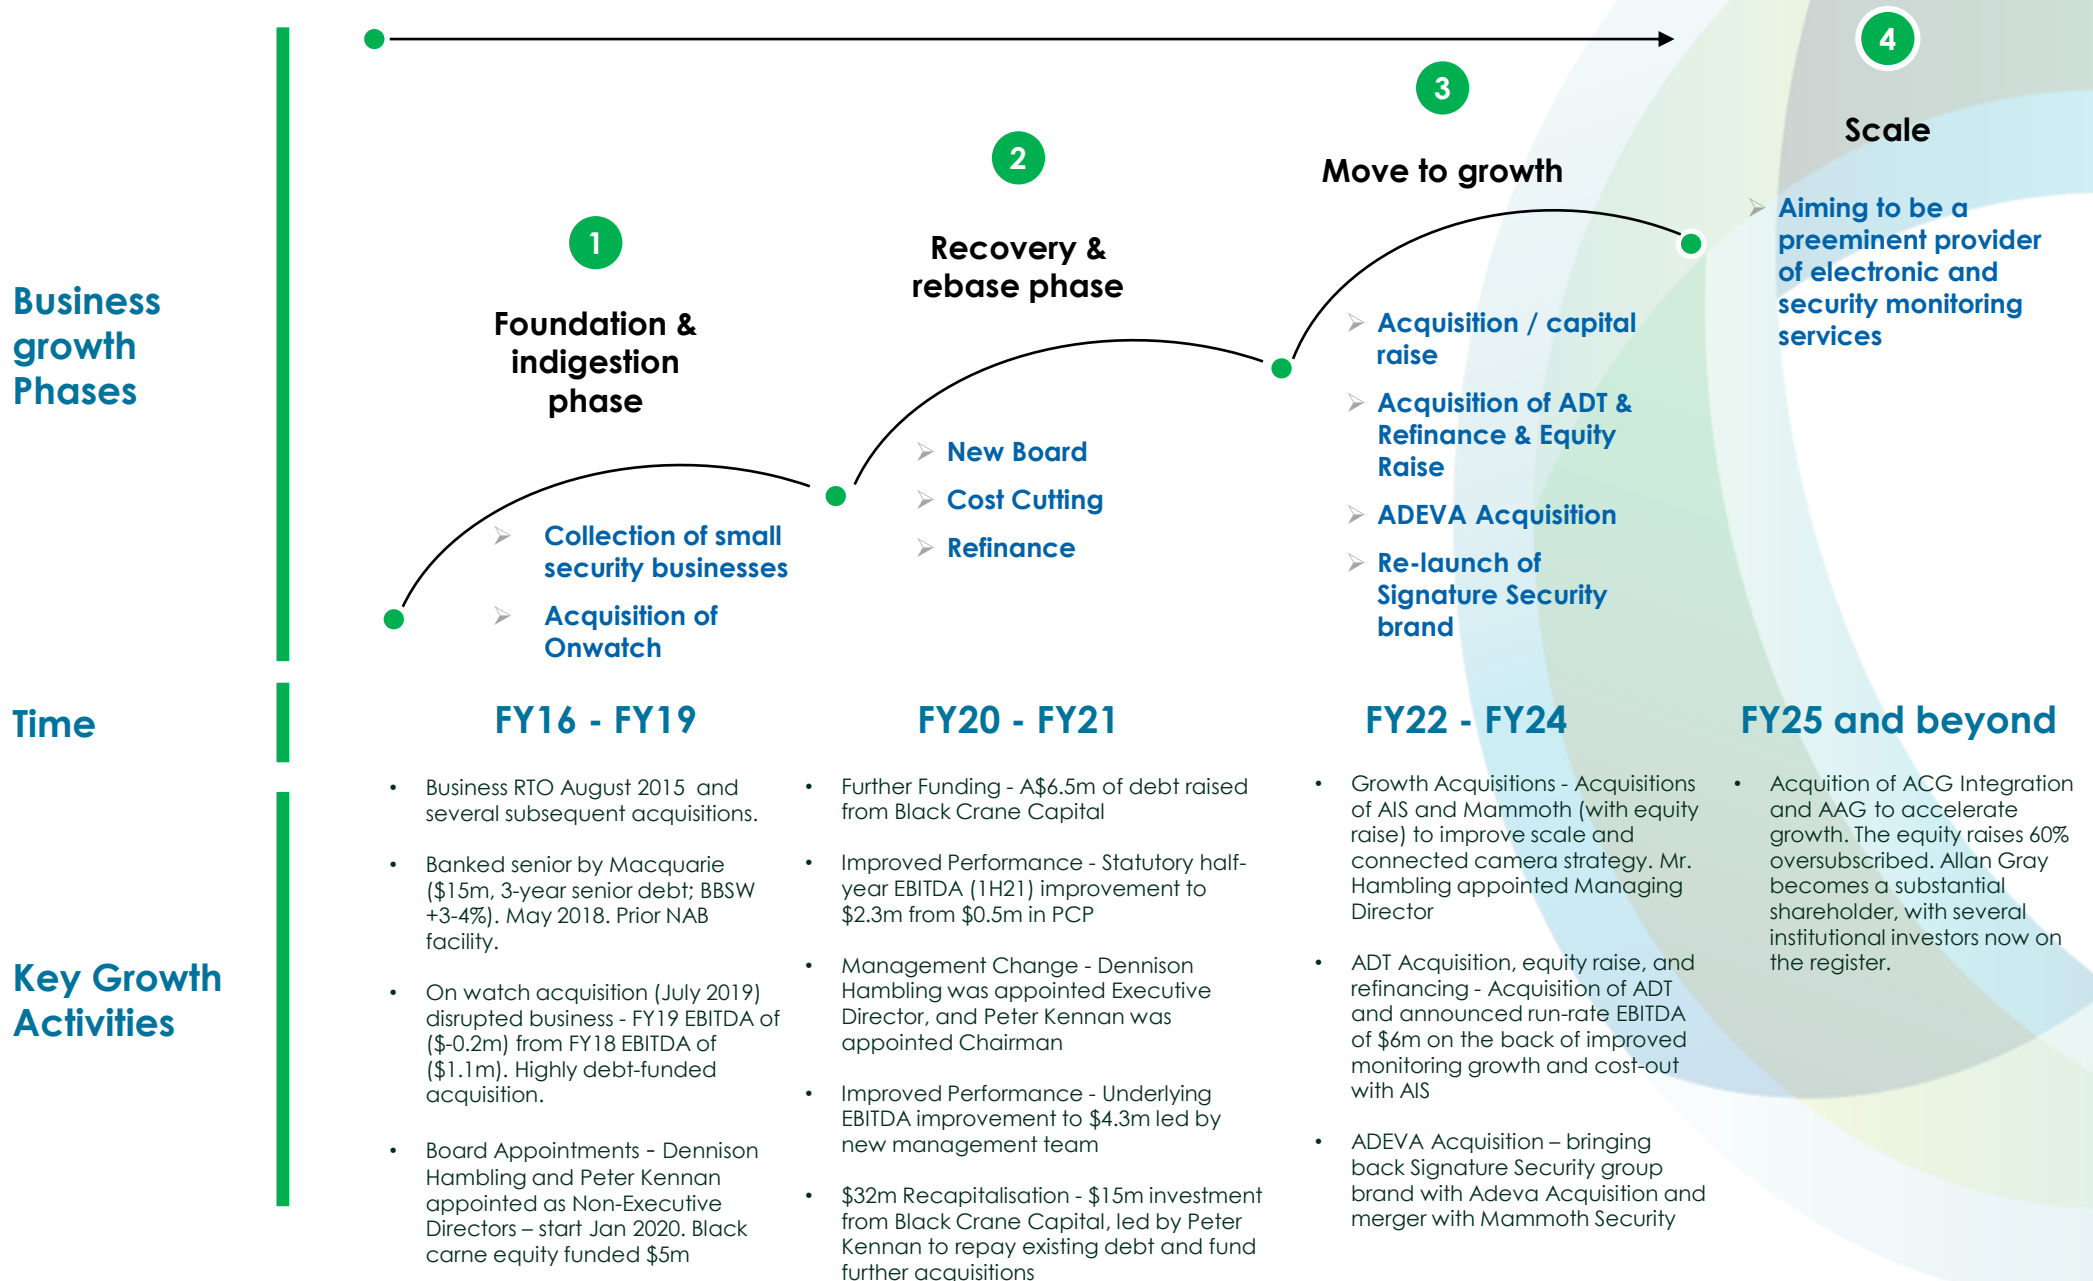 Business
growth
Phases
1
Foundation &
indigestion
phase
➢ Collection of small
security businesses
➢ Acquisition of
Onwatch
2
Recovery &
rebase phase
➢ New Board
➢ Cost Cutting
➢ Refinance
3
Move to growth
➢ Acquisition / capital
raise
➢ Acquisition of ADT &
Refinance & Equity
Raise
➢ ADEVA Acquisition
➢ Re-launch of
Signature Security
brand
4
Scale
➢ Aiming to be a
preeminent provider
of electronic and
security monitoring
services
Time
FY16 - FY19
FY20 - FY21
FY22 - FY24
FY25 and beyond
Key Growth
Activities
• Business RTO August 2015 and
several subsequent acquisitions.
• Banked senior by Macquarie
($15m, 3-year senior debt; BBSW
+3-4%). May 2018. Prior NAB
facility.
• On watch acquisition (July 2019)
disrupted business - FY19 EBITDA of
($-0.2m) from FY18 EBITDA of
($1.1m). Highly debt-funded
acquisition.
• Board Appointments - Dennison
Hambling and Peter Kennan
appointed as Non-Executive
Directors – start Jan 2020. Black
carne equity funded $5m
• Further Funding - A$6.5m of debt raised
from Black Crane Capital
• Improved Performance - Statutory half-
year EBITDA (1H21) improvement to
$2.3m from $0.5m in PCP
• Management Change - Dennison
Hambling was appointed Executive
Director, and Peter Kennan was
appointed Chairman
• Improved Performance - Underlying
EBITDA improvement to $4.3m led by
new management team
• $32m Recapitalisation - $15m investment
from Black Crane Capital, led by Peter
Kennan to repay existing debt and fund
further acquisitions
• Growth Acquisitions - Acquisitions
of AIS and Mammoth (with equity
raise) to improve scale and
connected camera strategy. Mr.
Hambling appointed Managing
Director
• ADT Acquisition, equity raise, and
refinancing - Acquisition of ADT
and announced run-rate EBITDA
of $6m on the back of improved
monitoring growth and cost-out
with AIS
• ADEVA Acquisition – bringing
back Signature Security group
brand with Adeva Acquisition and
merger with Mammoth Security
• Acquition of ACG Integration
and AAG to accelerate
growth. The equity raises 60%
oversubscribed. Allan Gray
becomes a substantial
shareholder, with several
institutional investors now on
the register.